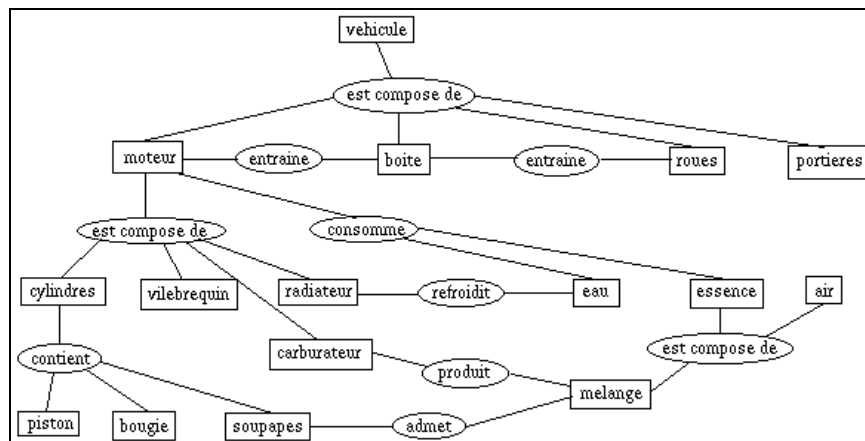 vehicule
est compose de
moteur entraine boite entraine roues portieres
est compose de consomme
cylindres vilebrequin radiateur refroidit eau essence air
contient carburateur produit est compose de
melange
piston bougie soupapes admet